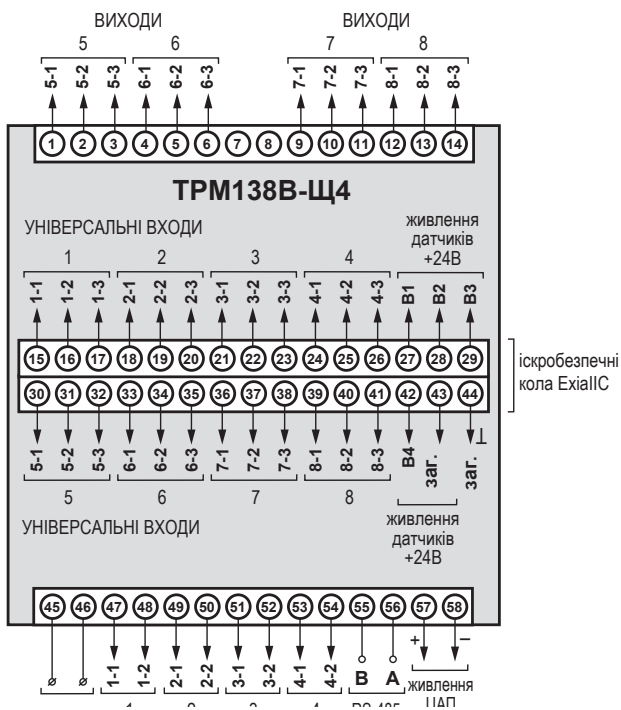 ВИХОДИ ВИХОДИ
5 6 7 8
5-1 5-2 5-3 6-1 6-2 6-3 7-1 7-2 7-3 8-1 8-2 8-3
1 2 3 4 5 6 7 8 9 10 11 12 13 14
ТРМ138В-Щ4
УНІВЕРСАЛЬНІ ВХОДИ
живлення
датчиків
+24В
1 2 3 4
1-1 1-2 1-3 2-1 2-2 2-3 3-1 3-2 3-3 4-1 4-2 4-3 В1 В2 В3
15 16 17 18 19 20 21 22 23 24 25 26 27 28 29
іскробезпечні
кола ExiaIIC
30 31 32 33 34 35 36 37 38 39 40 41 42 43 44
5-1 5-2 5-3 6-1 6-2 6-3 7-1 7-2 7-3 8-1 8-2 8-3 В4 заг. заг. ⊥
5 6 7 8
УНІВЕРСАЛЬНІ ВХОДИ
живлення
датчиків
+24В
45 46 47 48 49 50 51 52 53 54 55 56 57 58
+ –
1-1 1-2 2-1 2-2 3-1 3-2 4-1 4-2 B A
живлення
ЦАП
1 2 3 4 RS-485